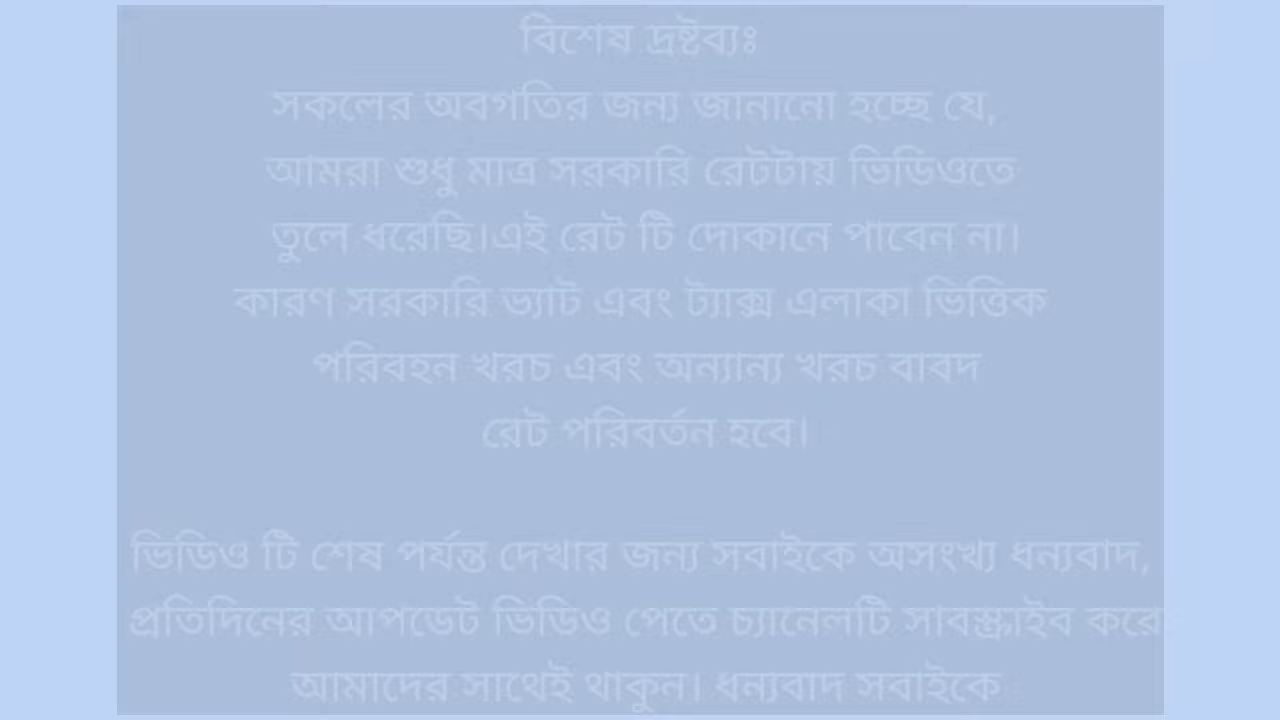 বিশেষ দ্রষ্টব্যঃ
সকলের অবগতির জন্য জানানো হচ্ছে যে,
আমরা শুধু মাত্র সরকারি রেটটায় ভিডিওতে
তুলে ধরেছি।এই রেট টি দোকানে পাবেন না।
কারণ সরকারি ভ্যাট এবং ট্যাক্স এলাকা ভিত্তিক
পরিবহন খরচ এবং অন্যান্য খরচ বাবদ
রেট পরিবর্তন হবে।
ভিডিও টি শেষ পর্যন্ত দেখার জন্য সবাইকে অসংখ্য ধন্যবাদ,
প্রতিদিনের আপডেট ভিডিও পেতে চ্যানেলটি সাবস্ক্রাইব করে
আমাদের সাথেই থাকুন। ধন্যবাদ সবাইকে